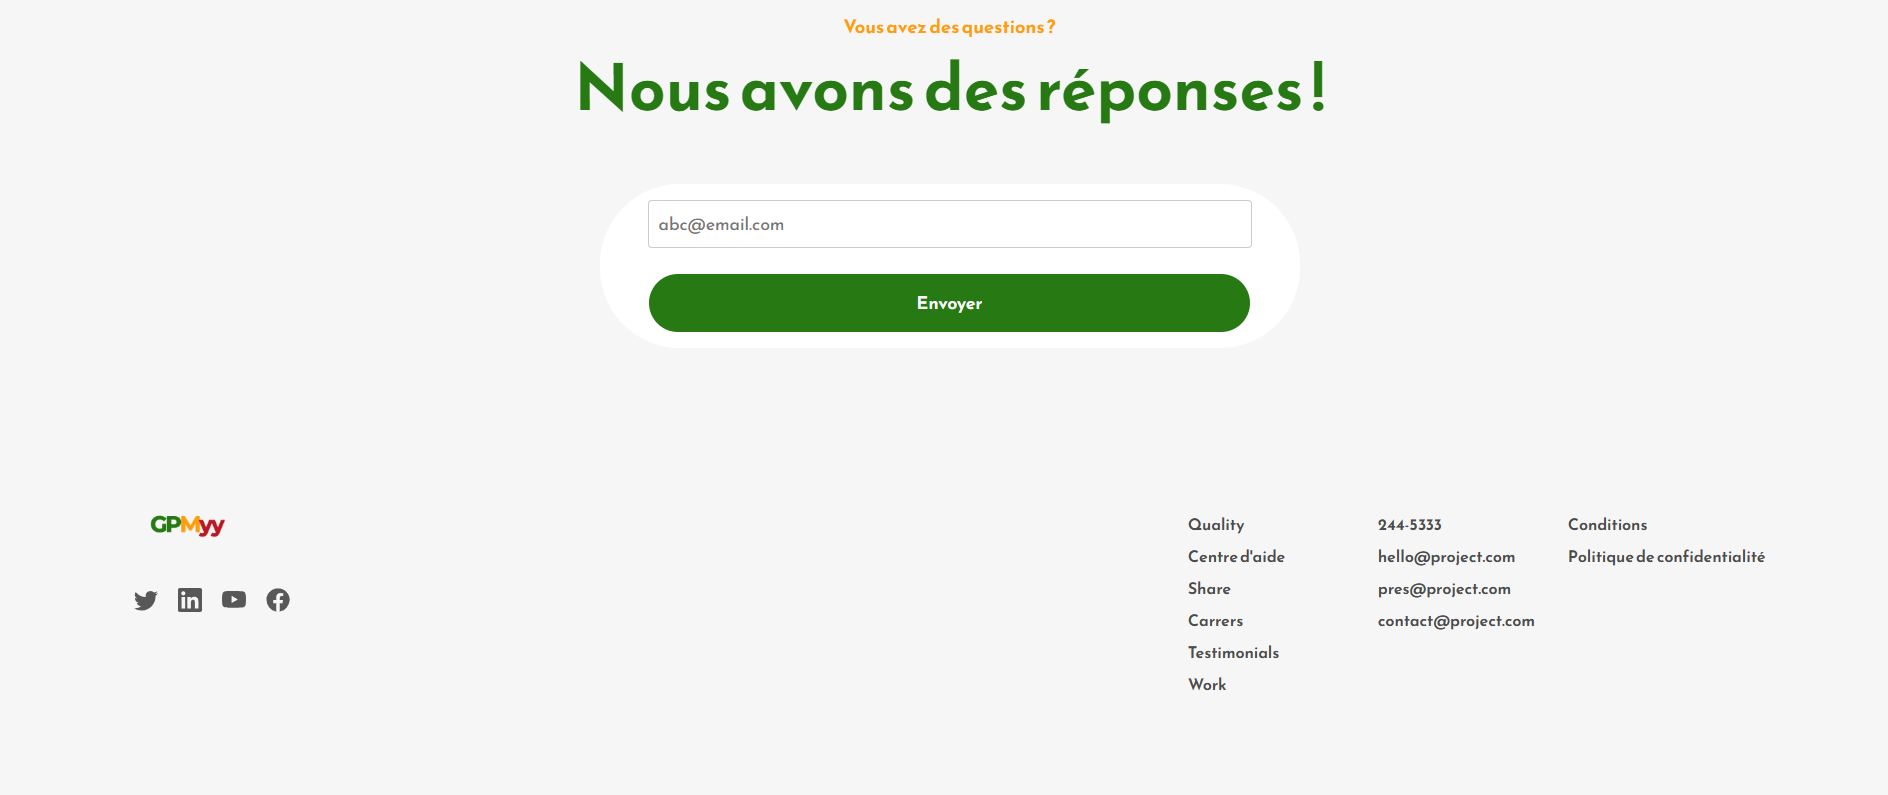 Vous avez des questions ?
Nous avons des réponses !
abc@email.com
Envoyer
GPMyy
Quality
Centre d'aide
Share
Carrers
Testimonials
Work
244-5333
hello@project.com
pres@project.com
contact@project.com
Conditions
Politique de confidentialité